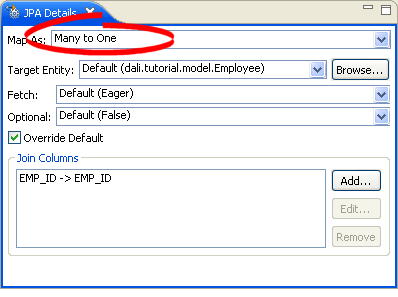 JPA Details
Map As: Many to One
Target Entity: Default (dali.tutorial.model.Employee) Browse...
Fetch: Default (Eager)
Optional: Default (False)
Override Default
Join Columns
EMP_ID -> EMP_ID Add...
Edit...
Remove